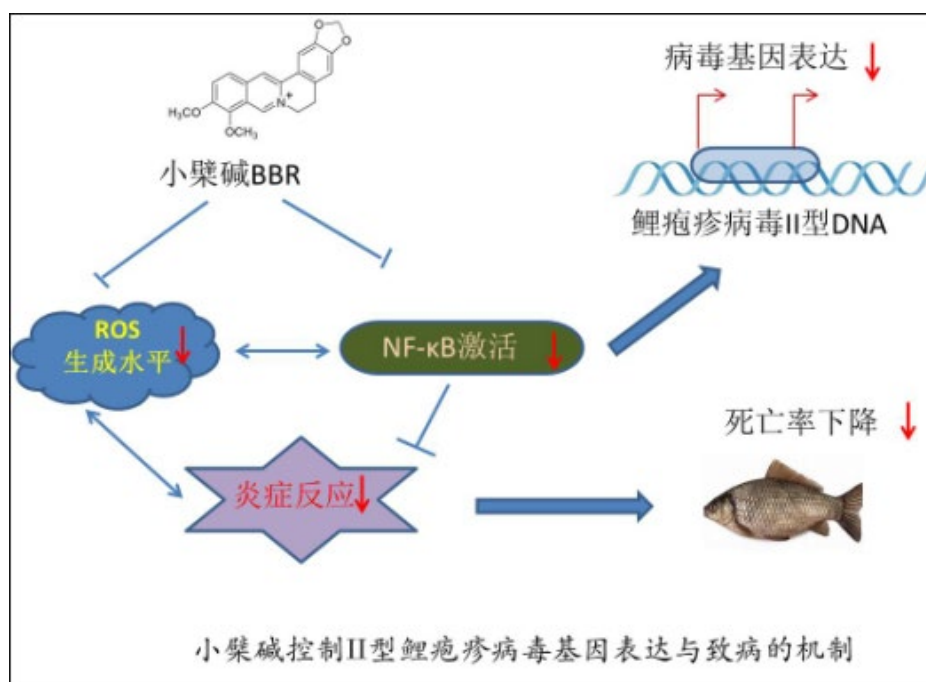 病毒基因表达
H₃CO
N⁺
OCH₃
O
O
小檗碱BBR
鲤疱疹病毒II型DNA
ROS
生成水平
NF-κB激活
死亡率下降
炎症反应
小檗碱控制II型鲤疱疹病毒基因表达与致病的机制